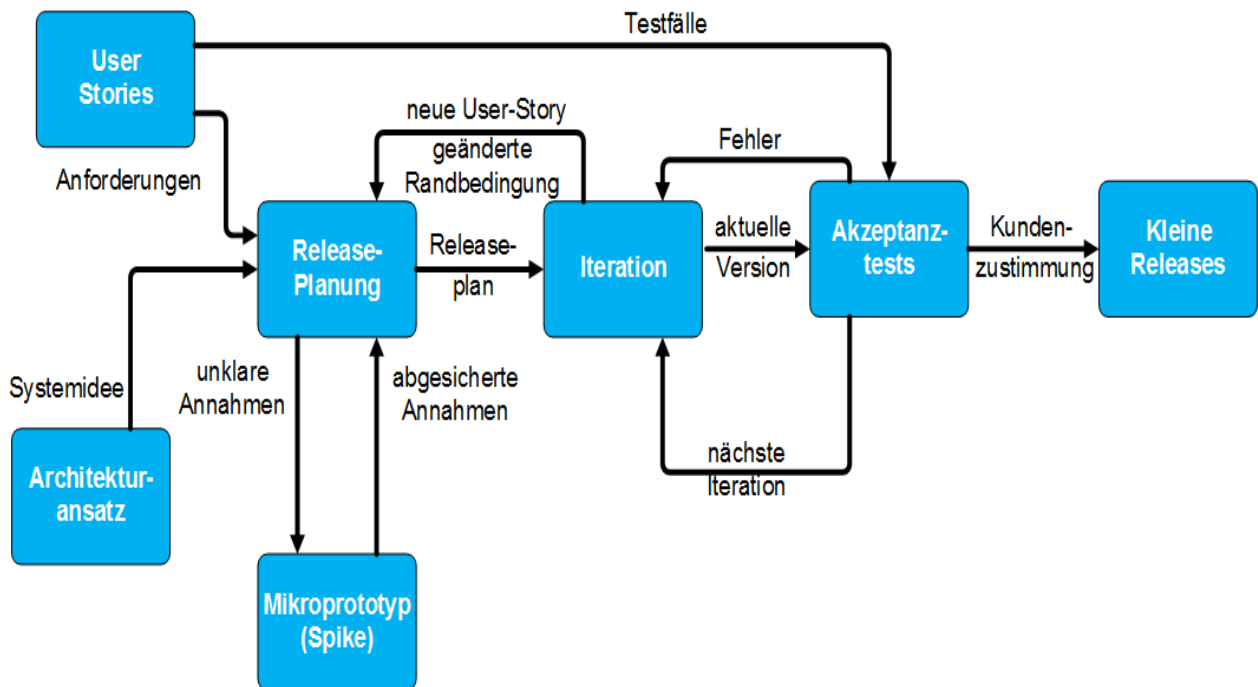 Testfälle
User
Stories
neue User-Story
geänderte
Randbedingung
Fehler
Anforderungen
Release-
Planung
Release-
plan
Iteration
aktuelle
Version
Akzeptanz-
tests
Kunden-
zustimmung
Kleine
Releases
Systemidee
unklare
Annahmen
abgesicherte
Annahmen
nächste
Iteration
Architektur-
ansatz
Mikroprototyp
(Spike)